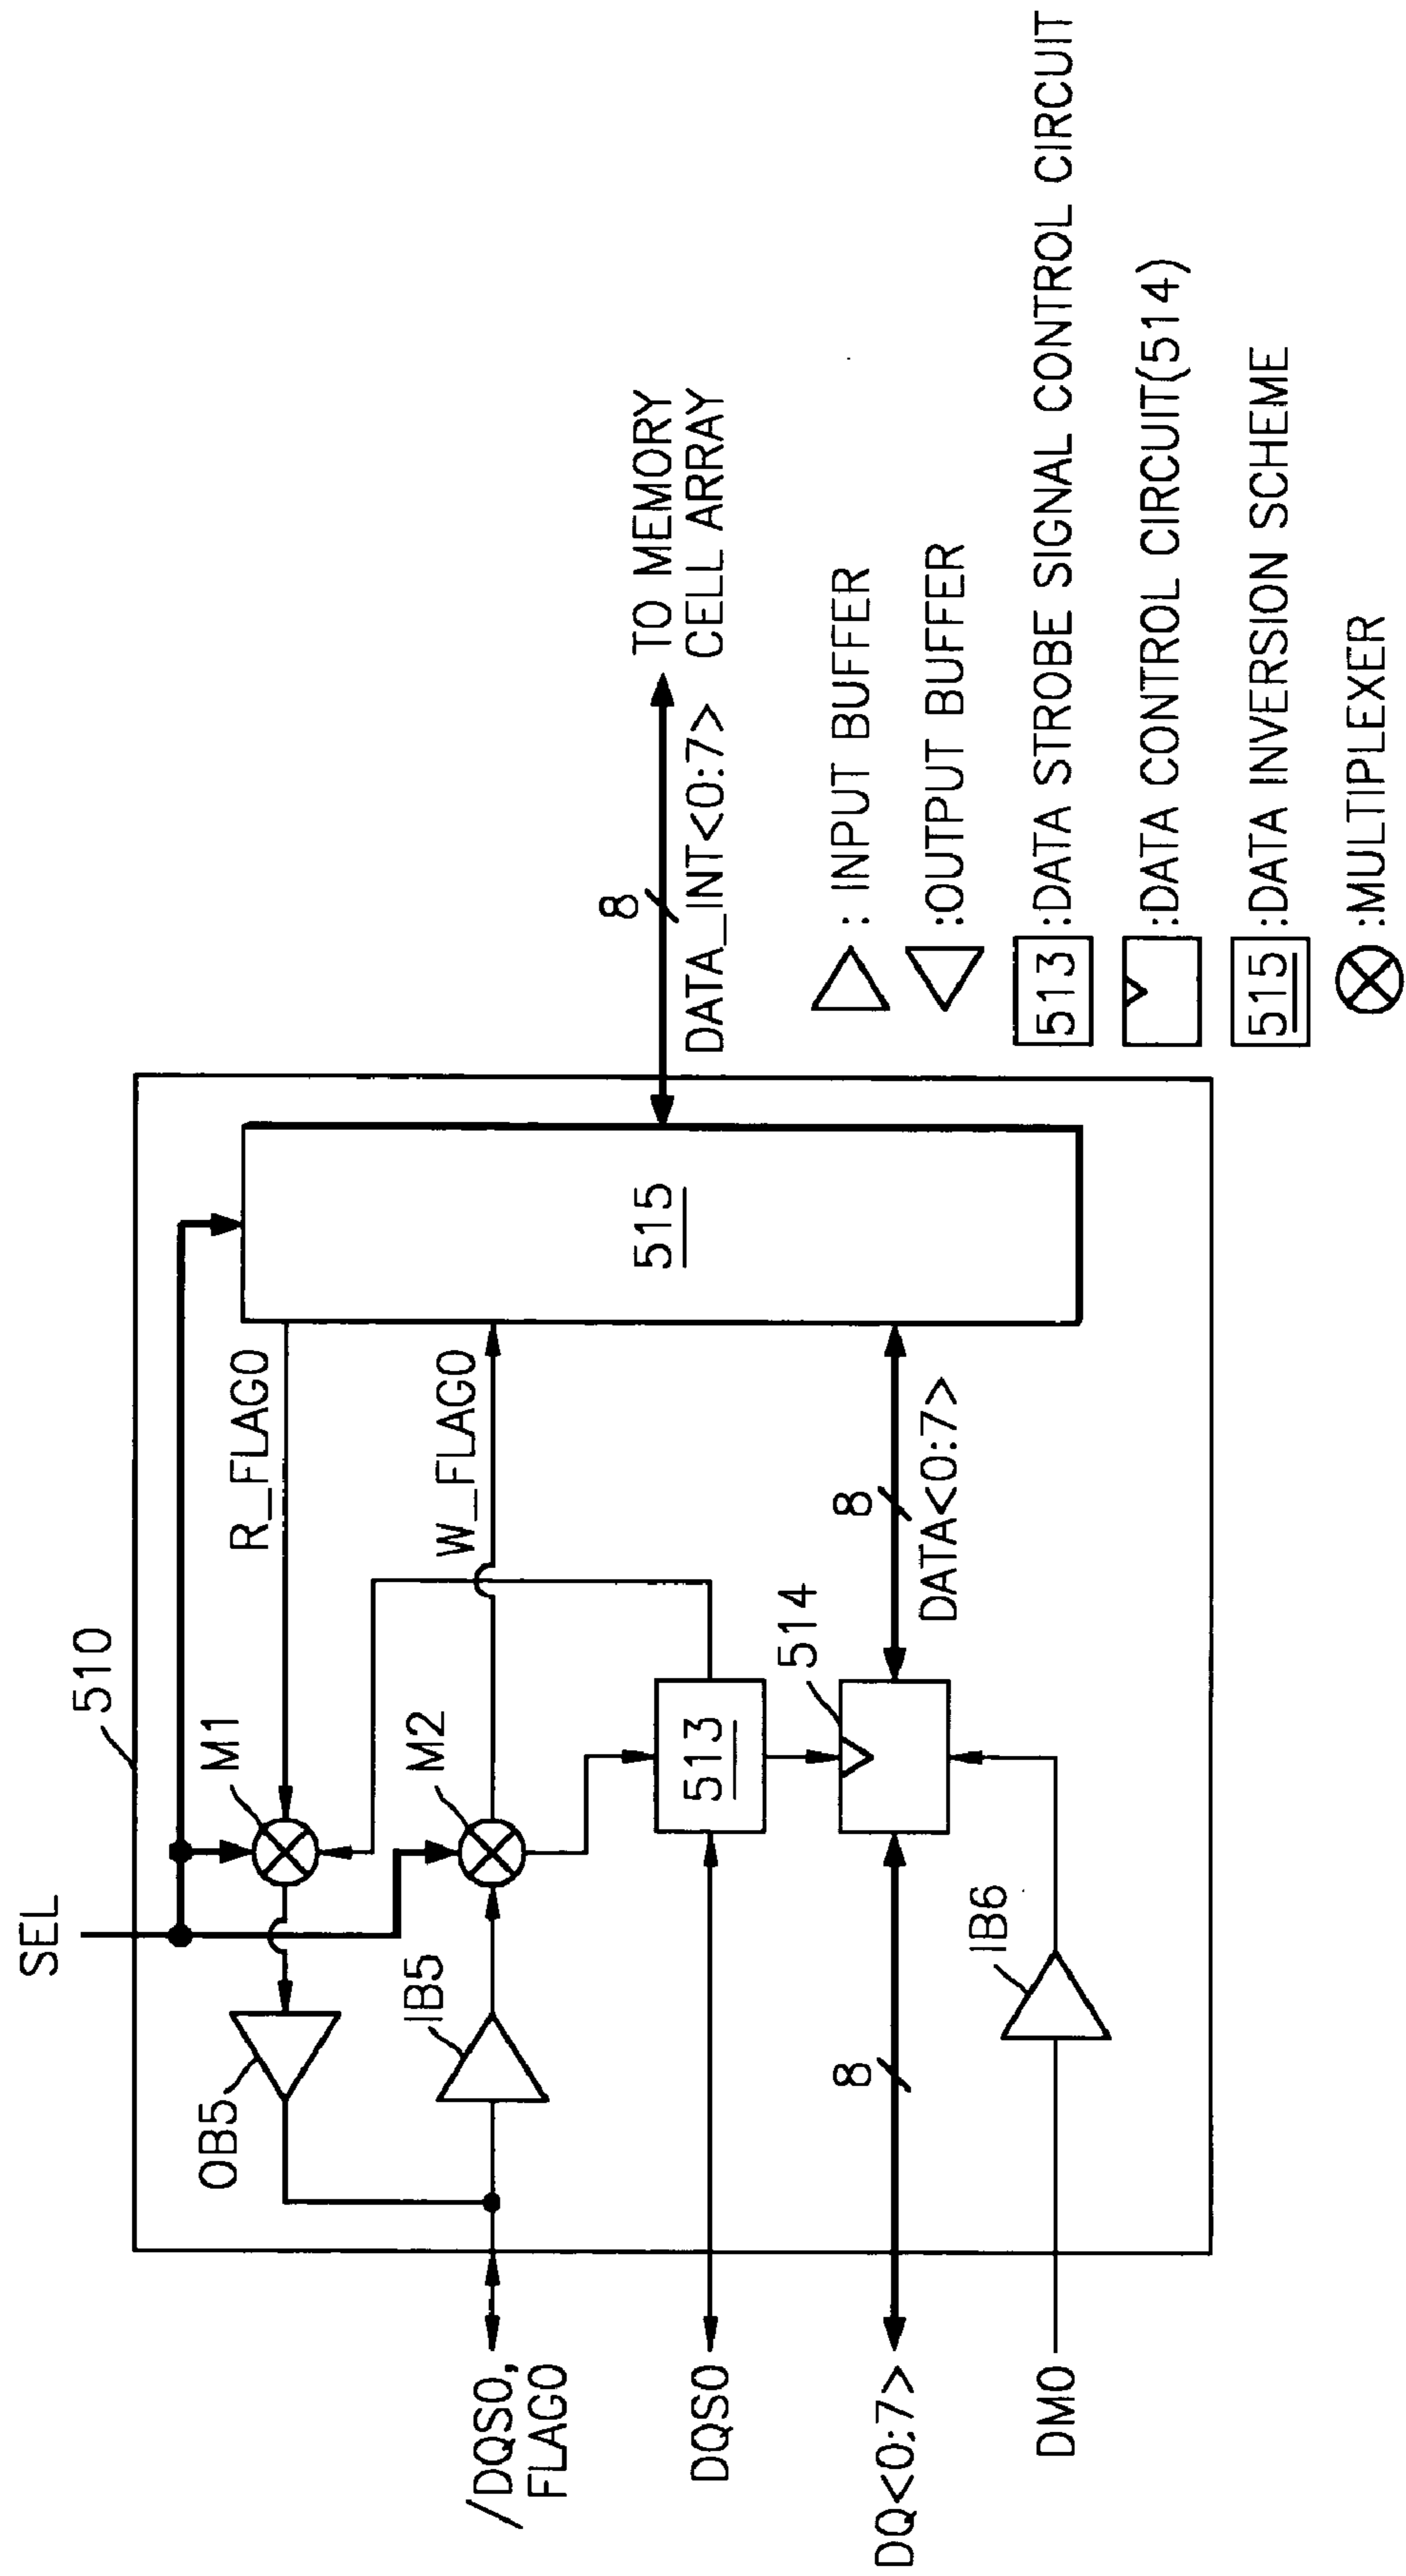 SEL
510
OB5
M1
R_FLAG0
/DQS0,
FLAG0
IB5
M2
W_FLAG0
515
8
TO MEMORY
CELL ARRAY
DATA_INT<0:7>
DQS0
513
514
DQ<0:7>
8
8
DATA<0:7>
DM0
IB6
: INPUT BUFFER
:OUTPUT BUFFER
513 :DATA STROBE SIGNAL CONTROL CIRCUIT
:DATA CONTROL CIRCUIT(514)
515 :DATA INVERSION SCHEME
:MULTIPLEXER